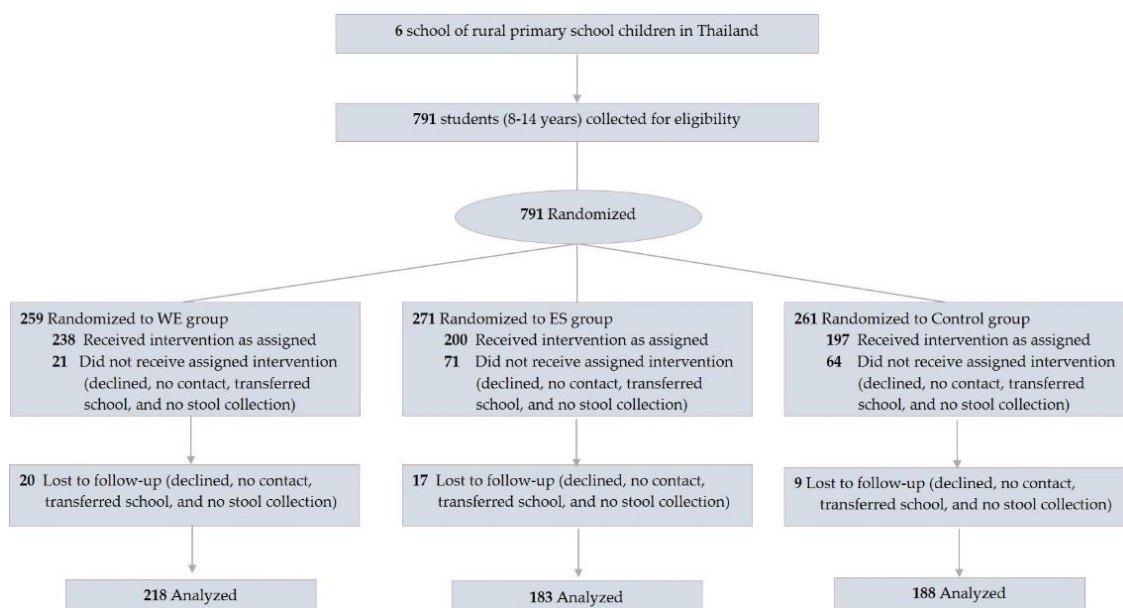 6 school of rural primary school children in Thailand
791 students (8-14 years) collected for eligibility
791 Randomized
259 Randomized to WE group
238 Received intervention as assigned
21 Did not receive assigned intervention
(declined, no contact, transferred
school, and no stool collection)
271 Randomized to ES group
200 Received intervention as assigned
71 Did not receive assigned intervention
(declined, no contact, transferred
school, and no stool collection)
261 Randomized to Control group
197 Received intervention as assigned
64 Did not receive assigned intervention
(declined, no contact, transferred
school, and no stool collection)
20 Lost to follow-up (declined, no contact,
transferred school, and no stool collection)
17 Lost to follow-up (declined, no contact,
transferred school, and no stool collection)
9 Lost to follow-up (declined, no contact,
transferred school, and no stool collection)
218 Analyzed
183 Analyzed
188 Analyzed